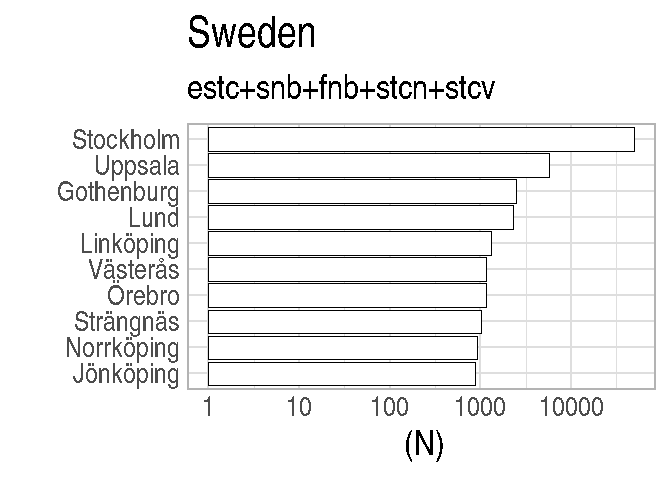 Sweden
estc+snb+fnb+stcn+stcv
Stockholm
Uppsala
Gothenburg
Lund
Linköping
Västerås
Örebro
Strängnäs
Norrköping
Jönköping
1 10 100 1000 10000
(N)